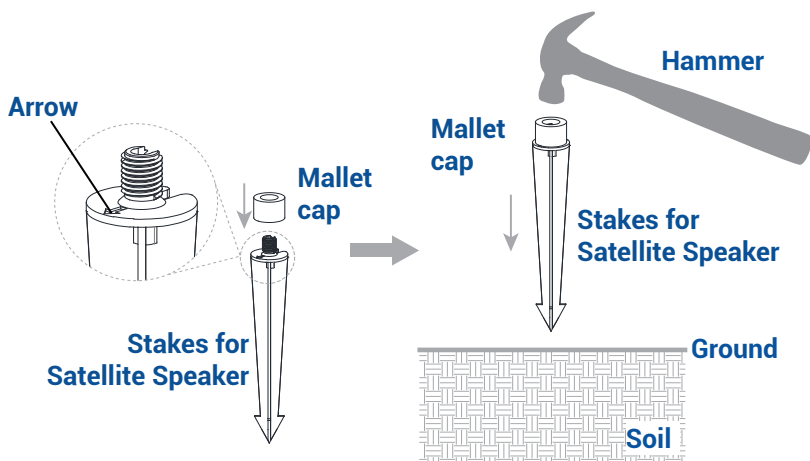 Arrow
Mallet
cap
Stakes for
Satellite Speaker
Hammer
Mallet
cap
Stakes for
Satellite Speaker
Ground
Soil